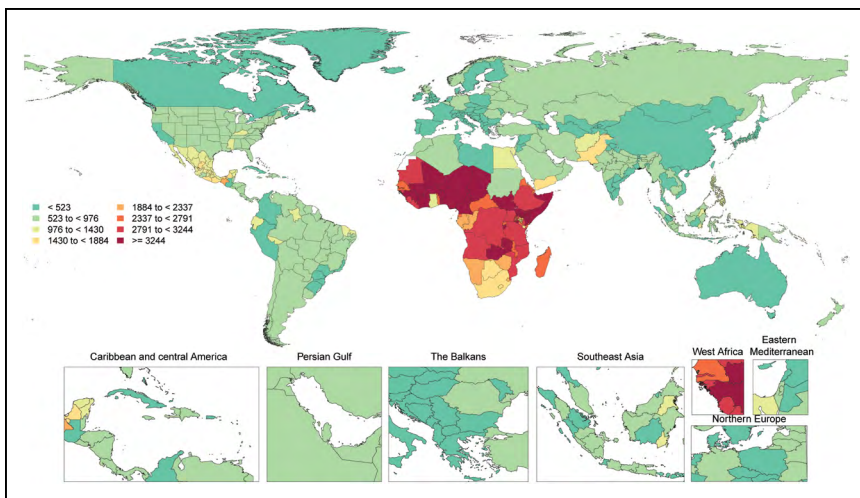 < 523
523 to < 976
976 to < 1430
1430 to < 1884
1884 to < 2337
2337 to < 2791
2791 to < 3244
>= 3244
Caribbean and central America
Persian Gulf
The Balkans
Southeast Asia
West Africa
Eastern
Mediterranean
Northern Europe